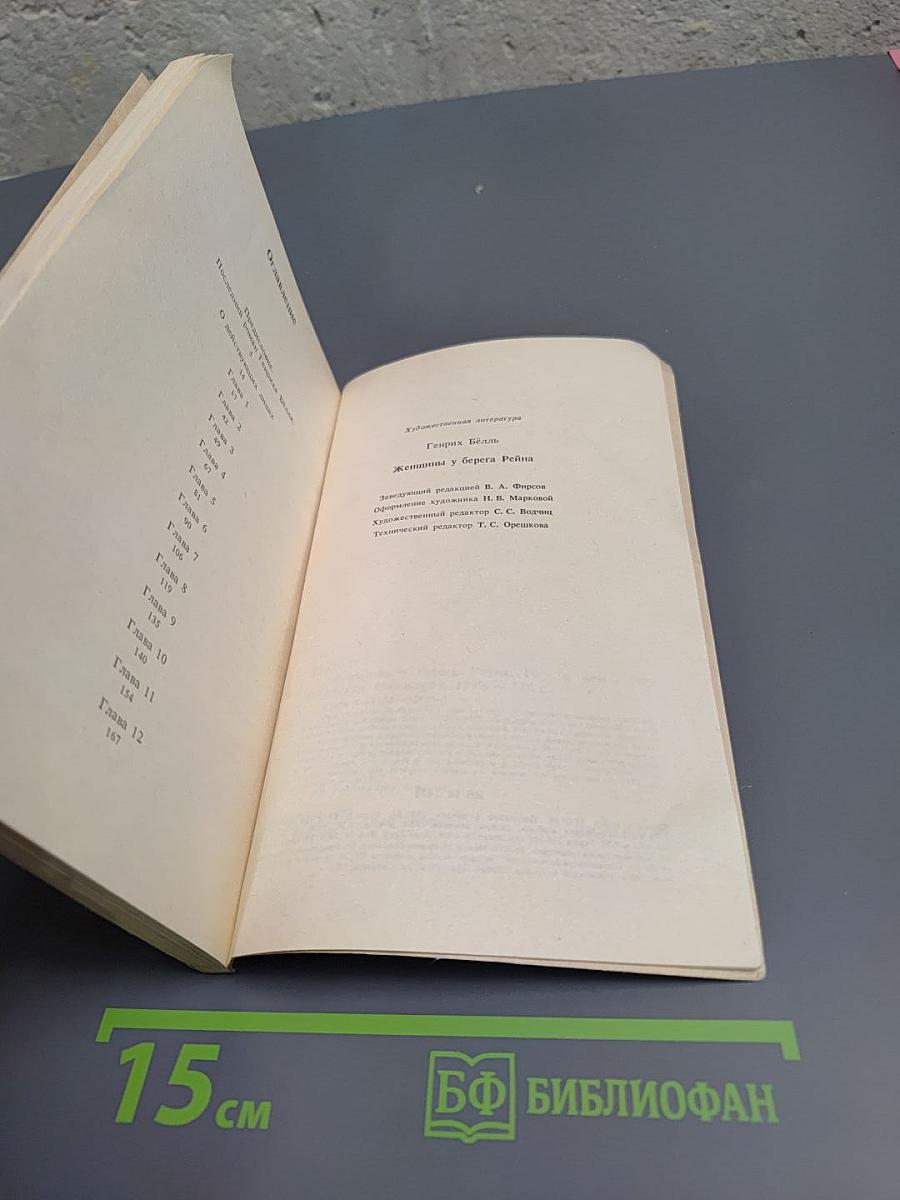 Оглавление
Предисловие.
Последний роман Генриха Бёлля
5
О действующих лицах
14
Глава 1
17
Глава 2
42
Глава 3
49
Глава 4
67
Глава 5
81
Глава 6
90
Глава 7
106
Глава 8
119
Глава 9
135
Глава 10
140
Глава 11
154
Глава 12
167
Художественная литература
Генрих Бёлль
Женщины у берега Рейна
Заведующий редакцией В. А. Фирсов
Оформление художника Н. В. Марковой
Художественный редактор С. С. Водчиц
Технический редактор Т. С. Орешкова
15 см
БФ БИБЛИОФАН